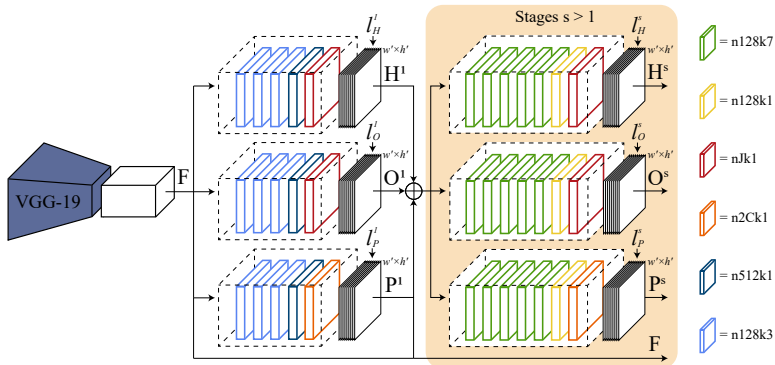 Stages s > 1
l_H^1
w'×h'
H¹
l_H^s
w'×h'
Hˢ
= n128k7
= n128k1
VGG-19
F
l_O^1
w'×h'
O¹
l_O^s
w'×h'
Oˢ
= nJk1
= n2Ck1
l_P^1
w'×h'
P¹
l_P^s
w'×h'
Pˢ
= n512k1
F
= n128k3